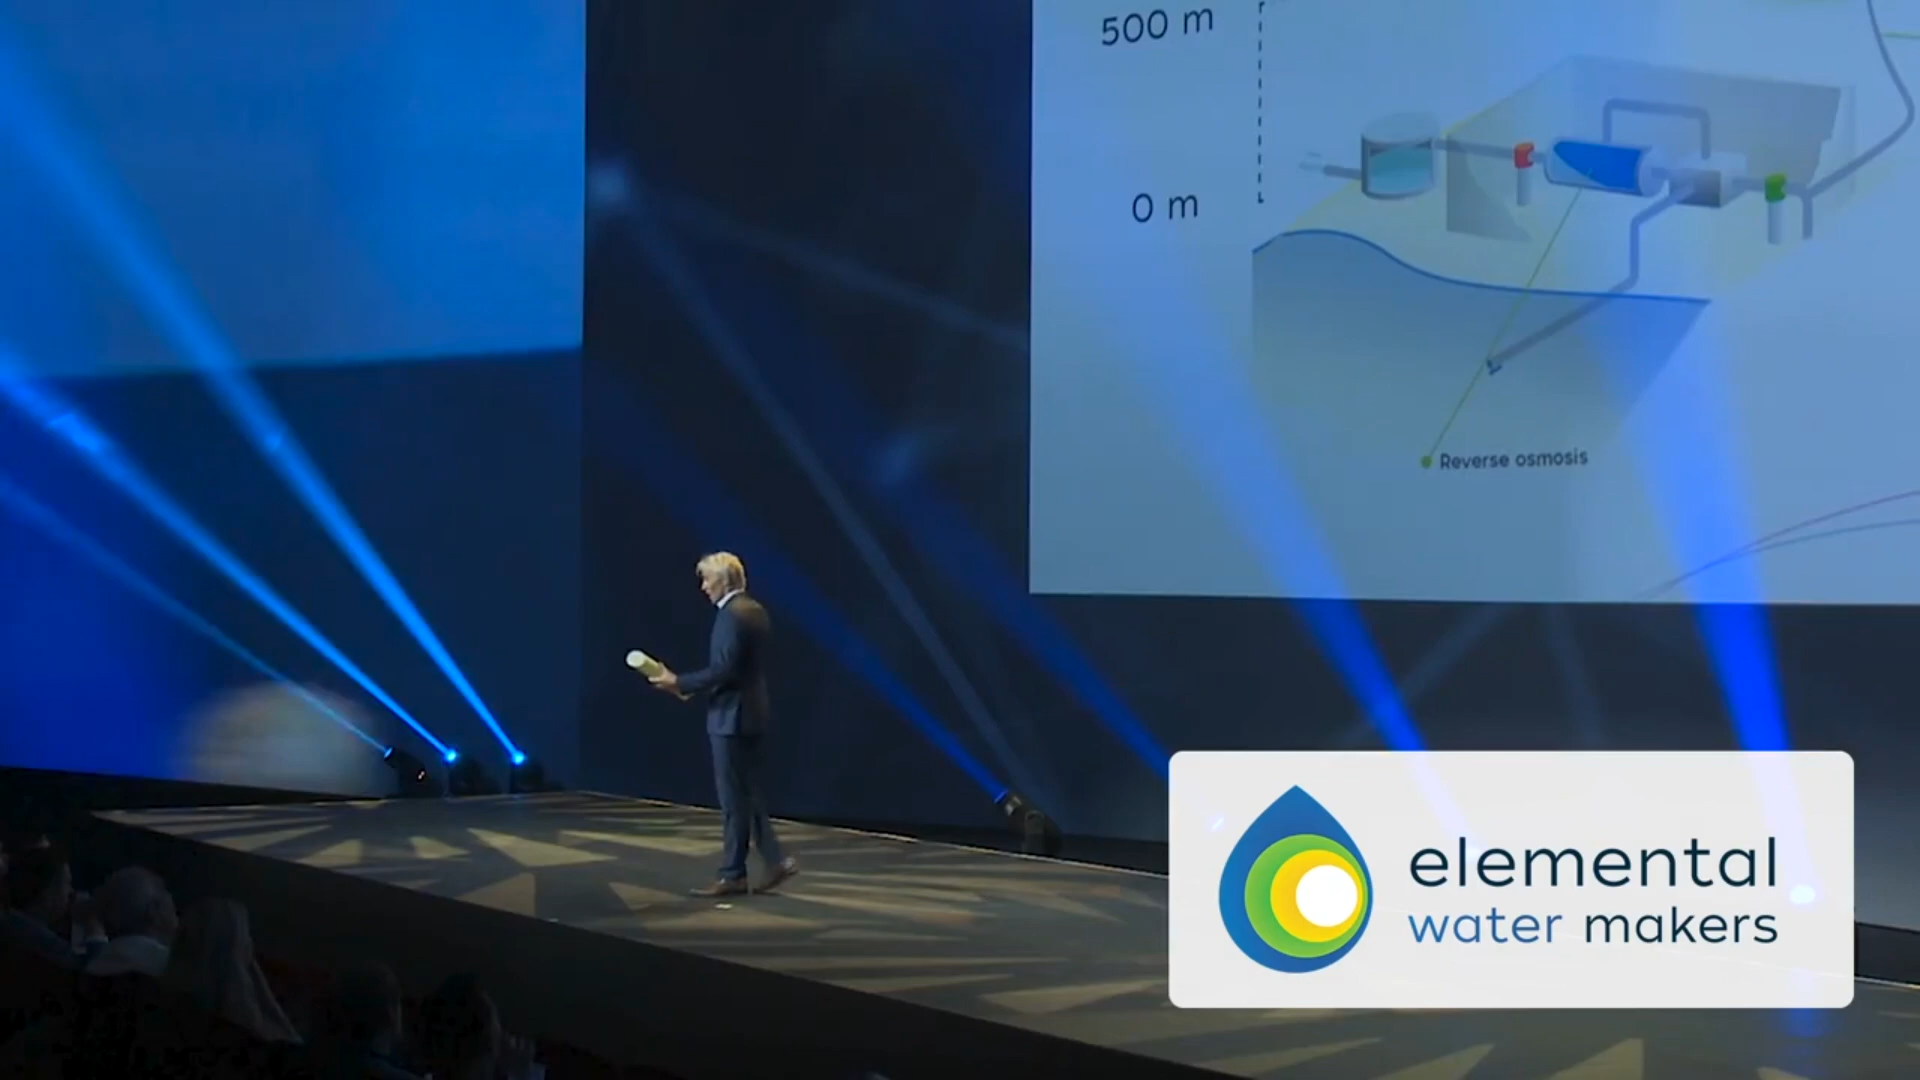 500 m
0 m
Reverse osmosis
elemental
water makers